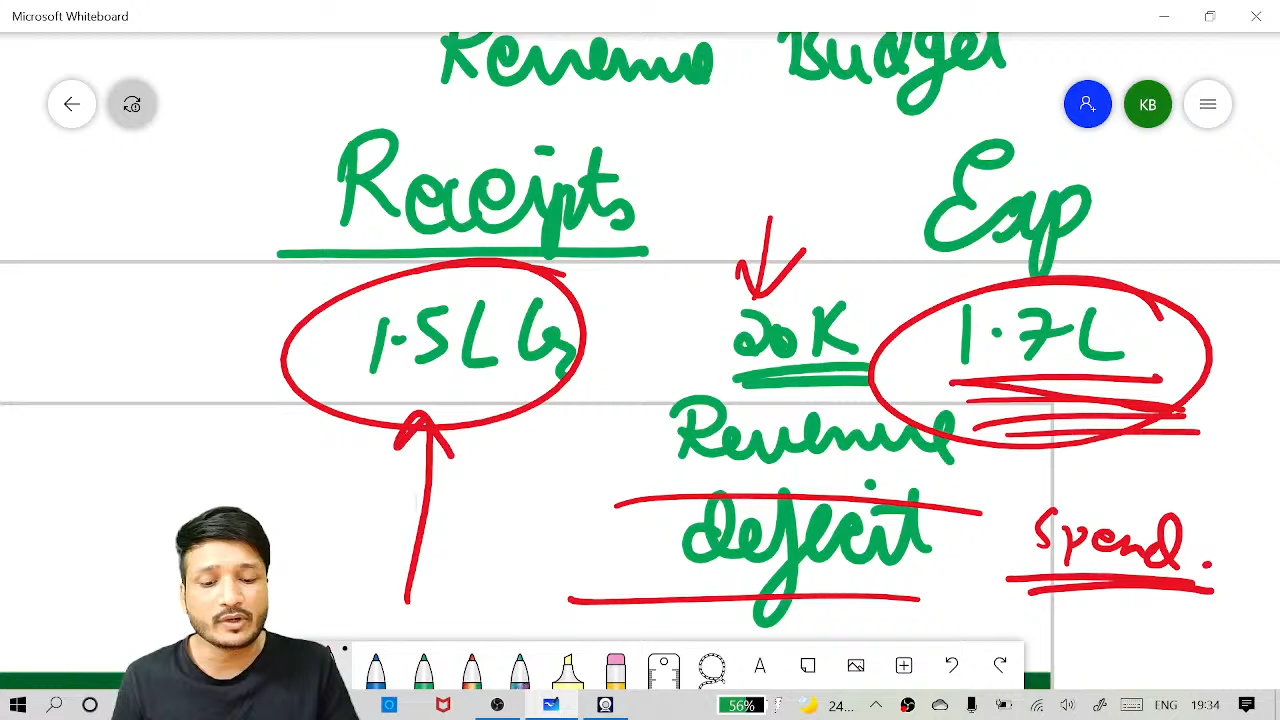 Microsoft Whiteboard
Revenue Budget
KB
Receipts Exp
1.5L Cr 20K 1.7L
Revenue
deficit
Spend.
A
56% 24... ENG 19:34